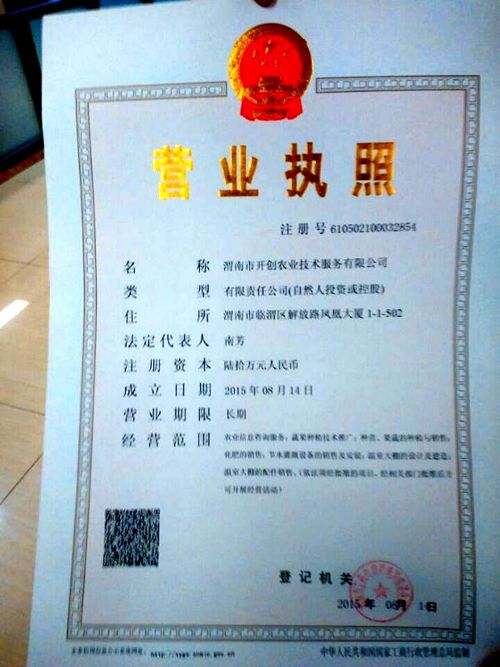 营业执照
注册号 610502100032854
名称 渭南市开创农业技术服务有限公司
类型 有限责任公司(自然人投资或控股)
住所 渭南市临渭区解放路凤凰大厦1-1-502
法定代表人 南芳
注册资本 陆拾万元人民币
成立日期 2015年08月14日
营业期限 长期
经营范围 农业信息咨询服务；蔬菜种植技术推广；种苗、果蔬的种植与销售；
化肥的销售；节水灌溉设备的销售及安装；温室大棚的设计及建造；
温室大棚的配件销售。(依法须经批准的项目，经相关部门批准后方
可开展经营活动)
登记机关
2015年08月14日
中华人民共和国国家工商行政管理总局监制